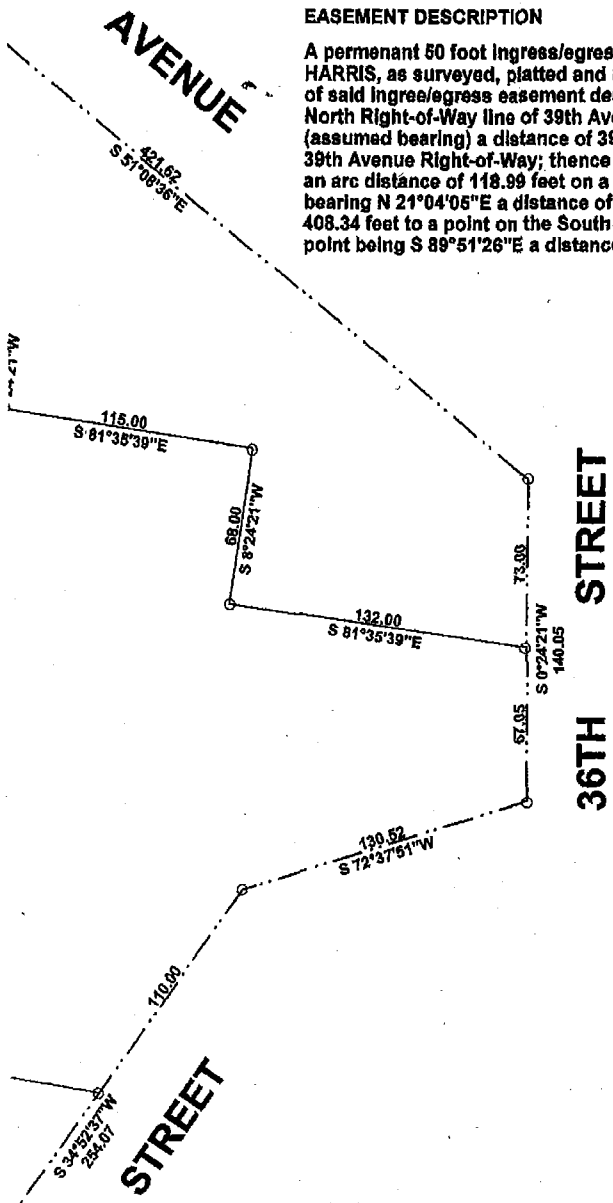 EASEMENT DESCRIPTION
A permenant 50 foot ingress/egres
HARRIS, as surveyed, platted and
of said ingree/egress easement de
North Right-of-Way line of 39th Av
(assumed bearing) a distance of 39
39th Avenue Right-of-Way; thence
an arc distance of 118.99 feet on a
bearing N 21°04'05"E a distance of
408.34 feet to a point on the South
point being S 89°51'26"E a distanc
AVENUE
421.62
S 51°08'36"E
115.00
S 81°35'39"E
68.00
S 8°24'21"W
132.00
S 81°35'39"E
73.00
S 0°24'21"W
140.05
67.05
36TH STREET
130.52
S 72°37'51"W
110.00
S 34°52'37"W
254.07
STREET